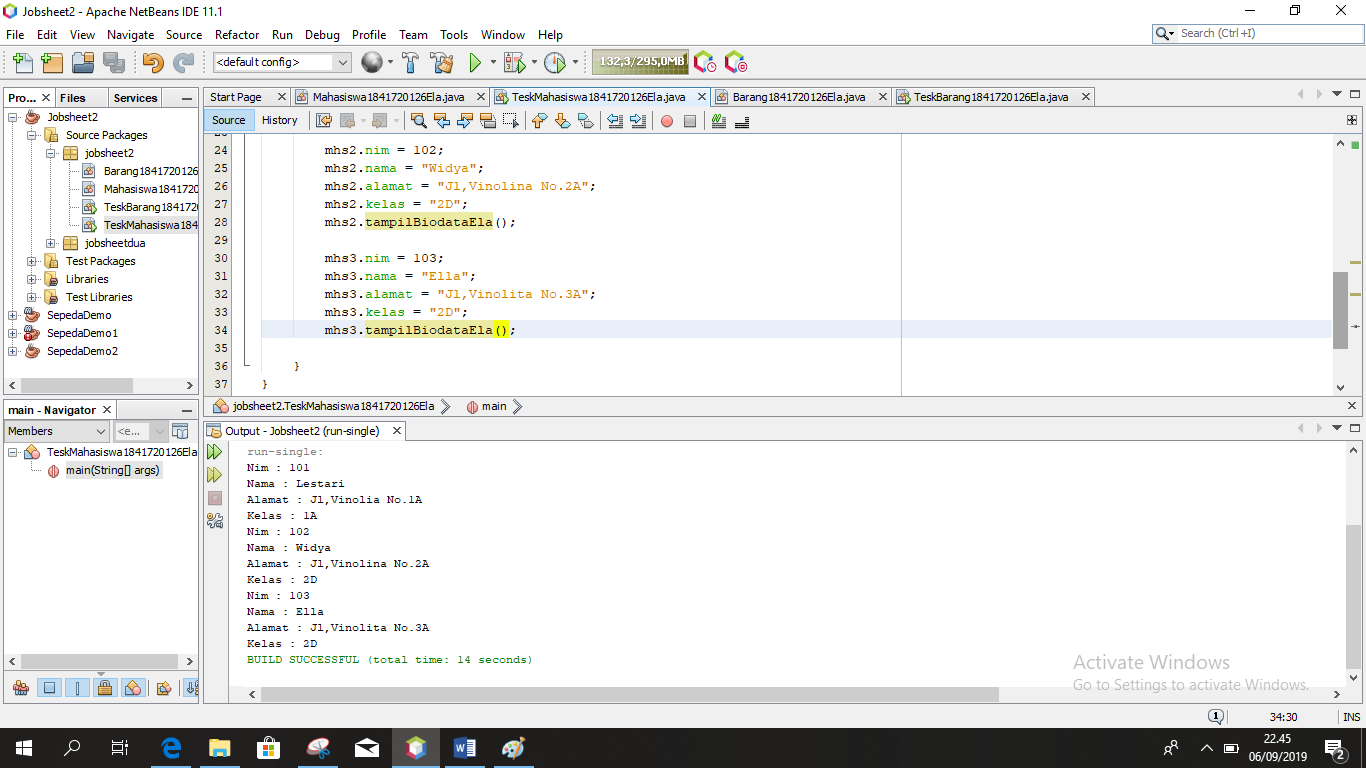 Jobsheet2 - Apache NetBeans IDE 11.1
File Edit View Navigate Source Refactor Run Debug Profile Team Tools Window Help
Search (Ctrl+I)
<default config>
132,3/295,0MB
Pro... Files Services
Jobsheet2
Source Packages
jobsheet2
Barang1841720126
Mahasiswa184172
TeskBarang18417
TeskMahasiswa184
jobsheetdua
Test Packages
Libraries
Test Libraries
SepedaDemo
SepedaDemo1
SepedaDemo2
main - Navigator
Members
<e...
TeskMahasiswa1841720126Ela
main(String[] args)
Start Page Mahasiswa1841720126Ela.java TeskMahasiswa1841720126Ela.java Barang1841720126Ela.java TeskBarang1841720126Ela.java
Source History
24 mhs2.nim = 102;
25 mhs2.nama = "Widya";
26 mhs2.alamat = "Jl,Vinolina No.2A";
27 mhs2.kelas = "2D";
28 mhs2.tampilBiodataEla();
29
30 mhs3.nim = 103;
31 mhs3.nama = "Ella";
32 mhs3.alamat = "Jl,Vinolita No.3A";
33 mhs3.kelas = "2D";
34 mhs3.tampilBiodataEla();
35
36 }
37 }
jobsheet2.TeskMahasiswa1841720126Ela main
Output - Jobsheet2 (run-single)
run-single:
Nim : 101
Nama : Lestari
Alamat : Jl,Vinolia No.1A
Kelas : 1A
Nim : 102
Nama : Widya
Alamat : Jl,Vinolina No.2A
Kelas : 2D
Nim : 103
Nama : Ella
Alamat : Jl,Vinolita No.3A
Kelas : 2D
BUILD SUCCESSFUL (total time: 14 seconds)
Activate Windows
Go to Settings to activate Windows.
1
34:30 INS
22.45
06/09/2019
2